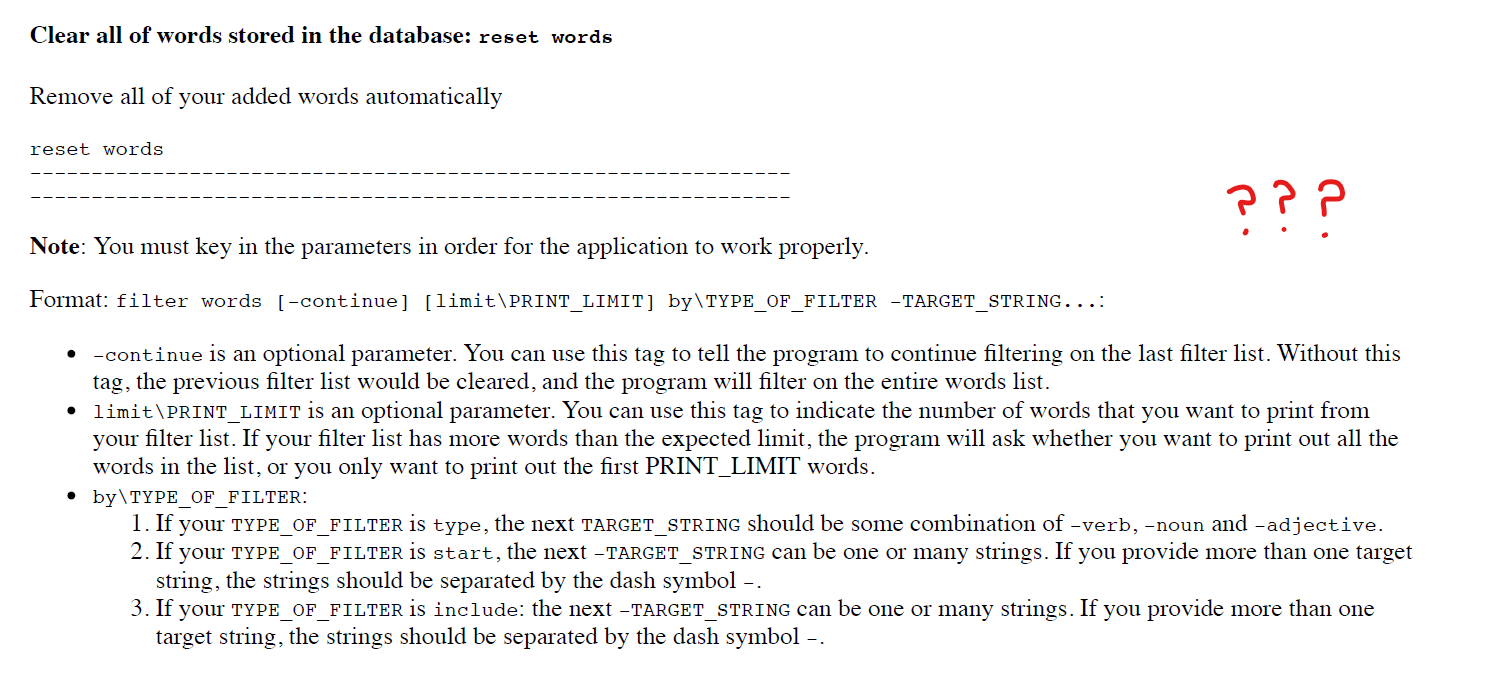 Clear all of words stored in the database: reset words
Remove all of your added words automatically
reset words
--------------------------------------------------------------
--------------------------------------------------------------
? ? ?
Note: You must key in the parameters in order for the application to work properly.
Format: filter words [-continue] [limit\PRINT_LIMIT] by\TYPE_OF_FILTER -TARGET_STRING...:
• -continue is an optional parameter. You can use this tag to tell the program to continue filtering on the last filter list. Without this
tag, the previous filter list would be cleared, and the program will filter on the entire words list.
• limit\PRINT_LIMIT is an optional parameter. You can use this tag to indicate the number of words that you want to print from
your filter list. If your filter list has more words than the expected limit, the program will ask whether you want to print out all the
words in the list, or you only want to print out the first PRINT_LIMIT words.
• by\TYPE_OF_FILTER:
1. If your TYPE_OF_FILTER is type, the next TARGET_STRING should be some combination of -verb, -noun and -adjective.
2. If your TYPE_OF_FILTER is start, the next -TARGET_STRING can be one or many strings. If you provide more than one target
string, the strings should be separated by the dash symbol -.
3. If your TYPE_OF_FILTER is include: the next -TARGET_STRING can be one or many strings. If you provide more than one
target string, the strings should be separated by the dash symbol -.